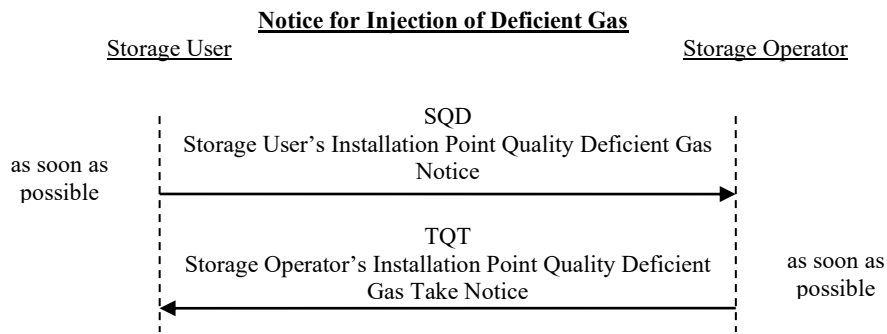 Notice for Injection of Deficient Gas
Storage User
Storage Operator
SQD
Storage User's Installation Point Quality Deficient Gas
Notice
as soon as
possible
TQT
Storage Operator's Installation Point Quality Deficient
Gas Take Notice
as soon as
possible